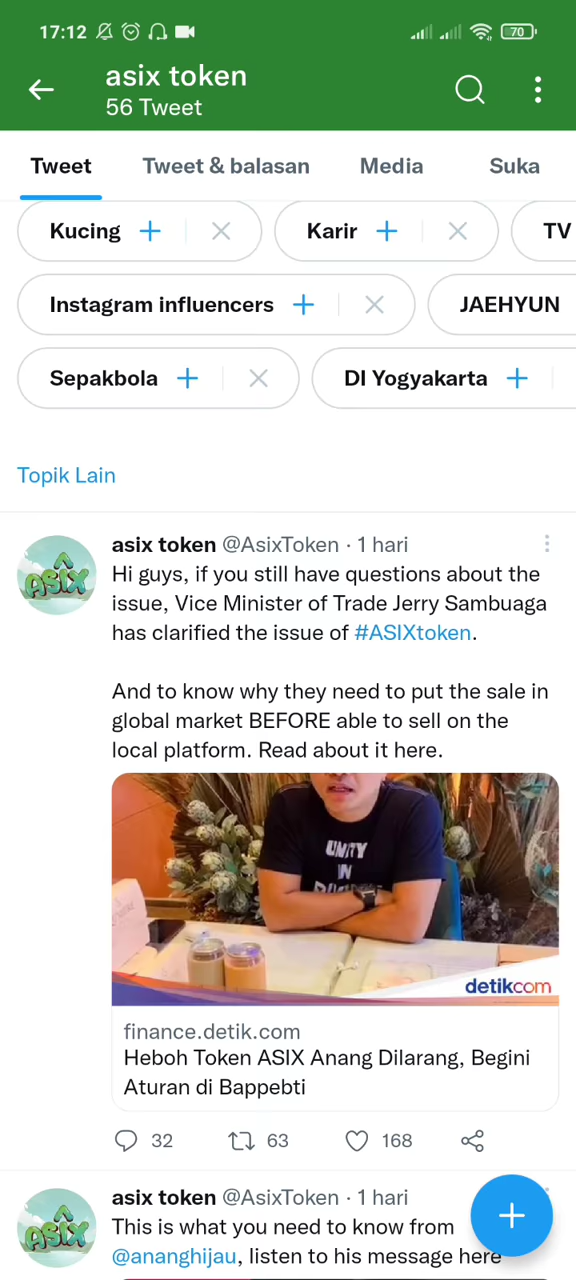 17:12
70
asix token
56 Tweet
Tweet
Tweet & balasan
Media
Suka
Kucing
Karir
TV
Instagram influencers
JAEHYUN
Sepakbola
DI Yogyakarta
Topik Lain
asix token @AsixToken · 1 hari
Hi guys, if you still have questions about the
issue, Vice Minister of Trade Jerry Sambuaga
has clarified the issue of #ASIXtoken.
And to know why they need to put the sale in
global market BEFORE able to sell on the
local platform. Read about it here.
ASIX
UNITY
IN
detikcom
finance.detik.com
Heboh Token ASIX Anang Dilarang, Begini
Aturan di Bappebti
32
63
168
asix token @AsixToken · 1 hari
This is what you need to know from
@ananghijau, listen to his message here
ASIX